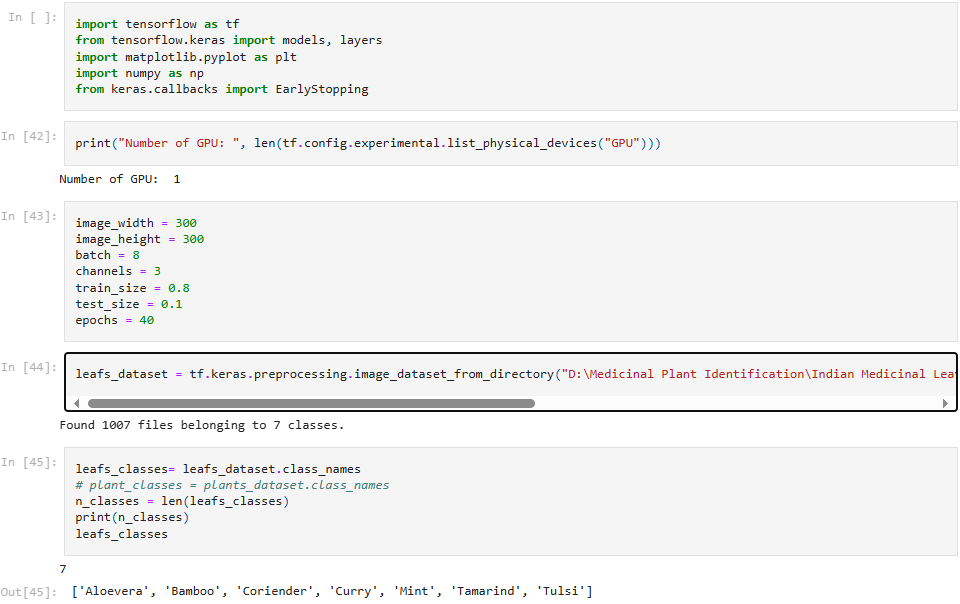 In [ ]:
import tensorflow as tf
from tensorflow.keras import models, layers
import matplotlib.pyplot as plt
import numpy as np
from keras.callbacks import EarlyStopping
In [42]:
print("Number of GPU: ", len(tf.config.experimental.list_physical_devices("GPU")))
Number of GPU:  1
In [43]:
image_width = 300
image_height = 300
batch = 8
channels = 3
train_size = 0.8
test_size = 0.1
epochs = 40
In [44]:
leafs_dataset = tf.keras.preprocessing.image_dataset_from_directory("D:\Medicinal Plant Identification\Indian Medicinal
Found 1007 files belonging to 7 classes.
In [45]:
leafs_classes= leafs_dataset.class_names
# plant_classes = plants_dataset.class_names
n_classes = len(leafs_classes)
print(n_classes)
leafs_classes
7
Out[45]: ['Aloevera', 'Bamboo', 'Coriender', 'Curry', 'Mint', 'Tamarind', 'Tulsi']